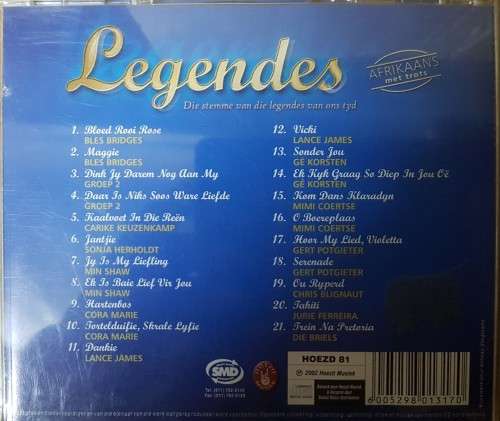 Legendes
AFRIKAANS
met trots
Die stemme van die legendes van ons tyd
1. Bloed Rooi Rose
BLES BRIDGES
2. Maggie
BLES BRIDGES
3. Dink Jy Darem Nog Aan My
GROEP 2
4. Daar Is Niks Soos Ware Liefde
GROEP 2
5. Kaalvoet In Die Reën
CARIKE KEUZENKAMP
6. Jantjie
SONJA HERHOLDT
7. Jy Is My Liefling
MIN SHAW
8. Ek Is Baie Lief Vir Jou
MIN SHAW
9. Hartenbos
CORA MARIE
10. Tortelduifie, Skrale Lyfie
CORA MARIE
11. Dankie
LANCE JAMES
12. Vicki
LANCE JAMES
13. Sonder Jou
GÉ KORSTEN
14. Ek Kyk Graag So Diep In Jou Oë
GÉ KORSTEN
15. Kom Dans Klaradyn
MIMI COERTSE
16. O Boereplaas
MIMI COERTSE
17. Hoor My Lied, Violetta
GERT POTGIETER
18. Serenade
GERT POTGIETER
19. Ou Ryperd
CHRIS BLIGNAUT
20. Tahiti
JURIE FERREIRA
21. Trein Na Pretoria
DIE BRIELS
SMD
HOEZD 81
℗ 2002 Hoezit Musiek
6005298013170